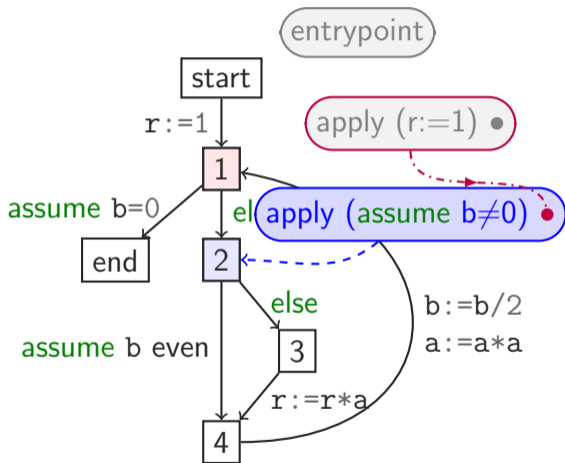 entrypoint
start
r:=1
apply (r:=1)
1
assume b=0
el
apply (assume b≠0)
end
2
else
b:=b/2
a:=a*a
assume b even
3
r:=r*a
4